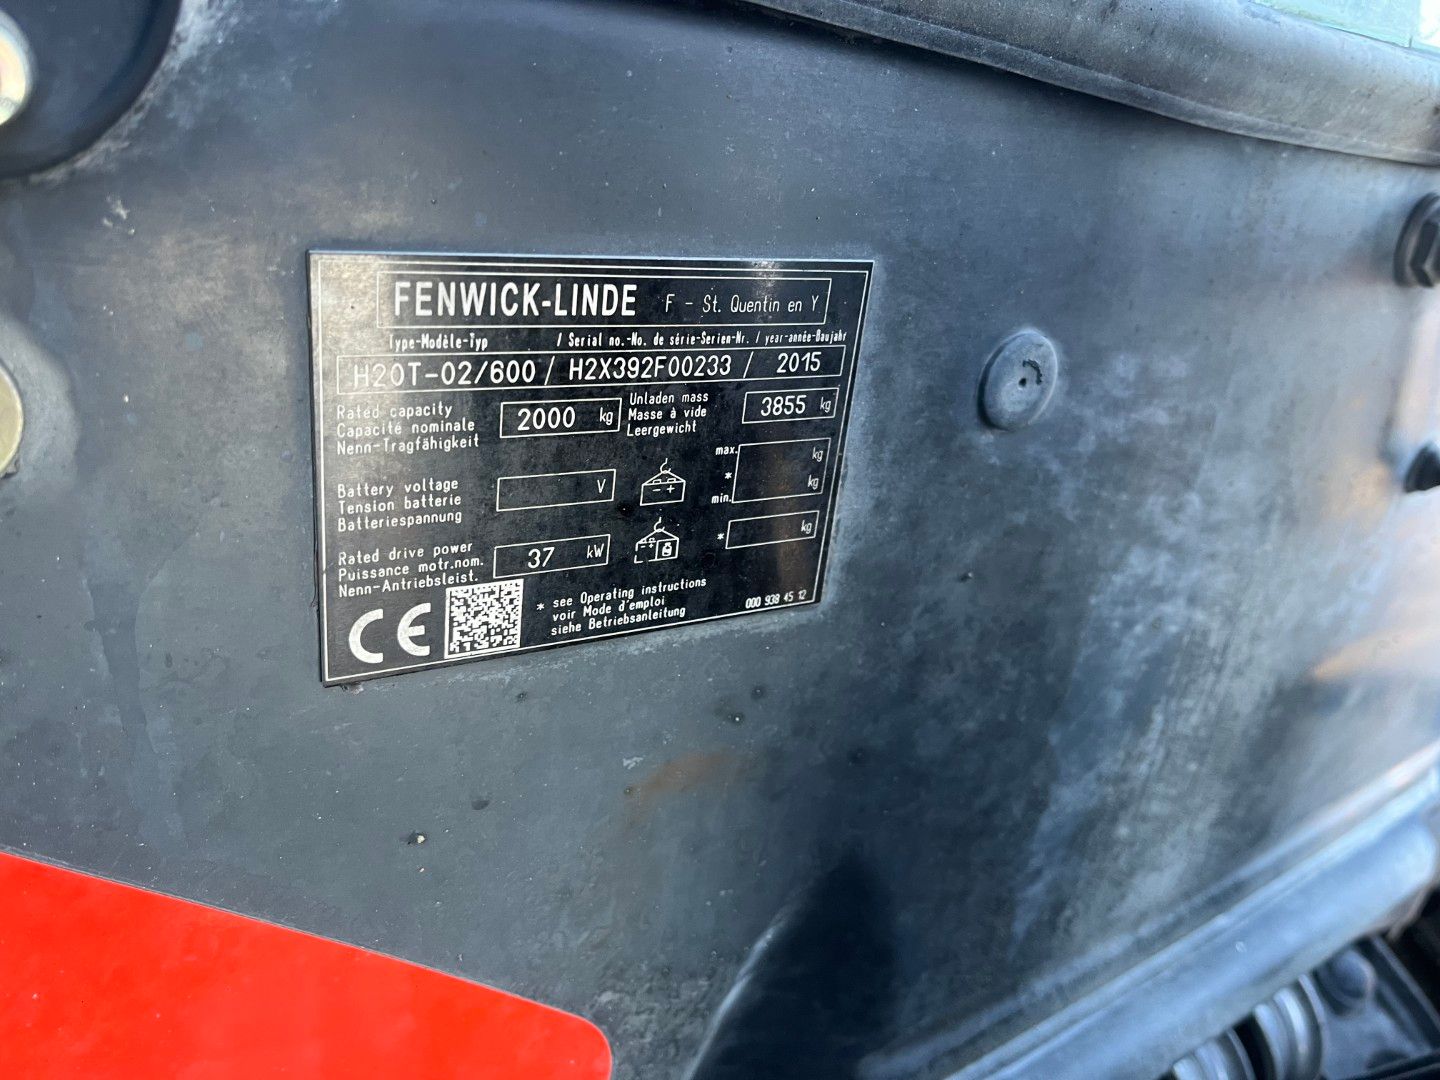 FENWICK-LINDE F - St. Quentin en Y
Type-Modèle-Typ / Serial no.-No. de série-Serien-Nr. / year-année-Baujahr
H20T-02/600 / H2X392F00233 / 2015
Rated capacity
Capacité nominale
Nenn-Tragfähigkeit
2000 kg
Unladen mass
Masse à vide
Leergewicht
3855 kg
Battery voltage
Tension batterie
Batteriespannung
V
- +
max. kg
*
min. kg
Rated drive power
Puissance motr.nom.
Nenn-Antriebsleist.
37 kW
- +
* kg
CE
* see Operating instructions
voir Mode d'emploi
siehe Betriebsanleitung
000 938 45 12